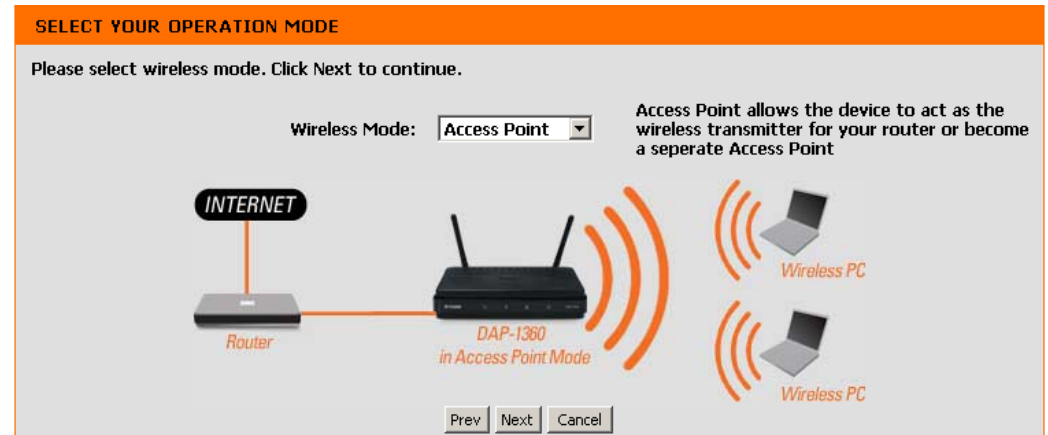 SELECT YOUR OPERATION MODE
Please select wireless mode. Click Next to continue.
Wireless Mode: Access Point
Access Point allows the device to act as the
wireless transmitter for your router or become
a seperate Access Point
INTERNET
Router
DAP-1360
in Access Point Mode
Wireless PC
Wireless PC
Prev Next Cancel